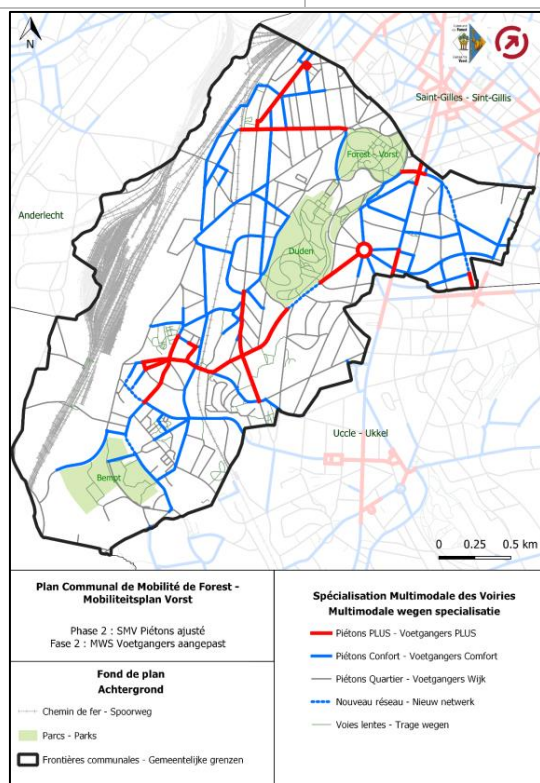 N
Saint-Gilles - Sint-Gillis
Forest - Vorst
Anderlecht
Duden
Uccle - Ukkel
Bempt
0 0.25 0.5 km
Plan Communal de Mobilité de Forest -
Mobiliteitsplan Vorst
Phase 2 : SMV Piétons ajusté
Fase 2 : MWS Voetgangers aangepast
Fond de plan
Achtergrond
Chemin de fer - Spoorweg
Parcs - Parks
Frontières communales - Gemeentelijke grenzen
Spécialisation Multimodale des Voiries
Multimodale wegen specialisatie
Piétons PLUS - Voetgangers PLUS
Piétons Confort - Voetgangers Comfort
Piétons Quartier - Voetgangers Wijk
Nouveau réseau - Nieuw netwerk
Voies lentes - Trage wegen